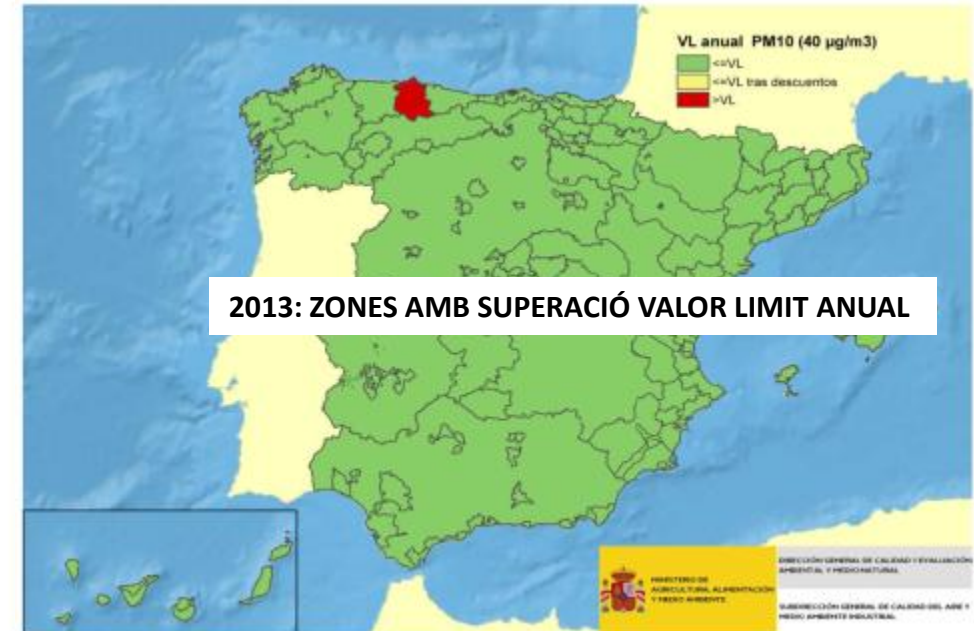 VL anual PM10 (40 µg/m3)
<=VL
<=VL tras descuentos
>VL
2013: ZONES AMB SUPERACIÓ VALOR LIMIT ANUAL
MINISTERIO DE
AGRICULTURA, ALIMENTACIÓN
Y MEDIO AMBIENTE
DIRECCIÓN GENERAL DE CALIDAD Y EVALUACIÓN
AMBIENTAL Y MEDIO NATURAL
SUBDIRECCIÓN GENERAL DE CALIDAD DEL AIRE Y
MEDIO AMBIENTE INDUSTRIAL